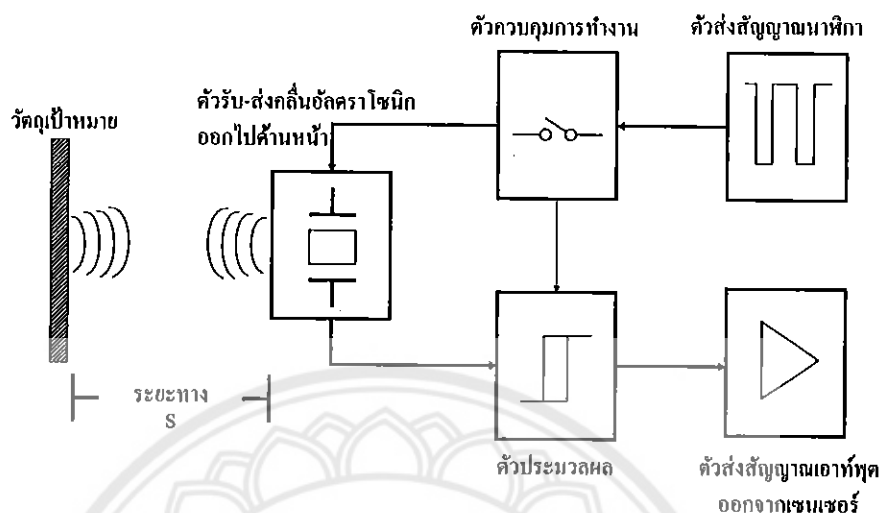 ตัวควบคุมการทำงาน
ตัวส่งสัญญาณนาฬิกา
ตัวรับ-ส่งคลื่นอัลตราโซนิก
ออกไปด้านหน้า
วัตถุเป้าหมาย
ระยะทาง
S
ตัวประมวลผล
ตัวส่งสัญญาณเอาท์พุต
ออกจากเซนเซอร์